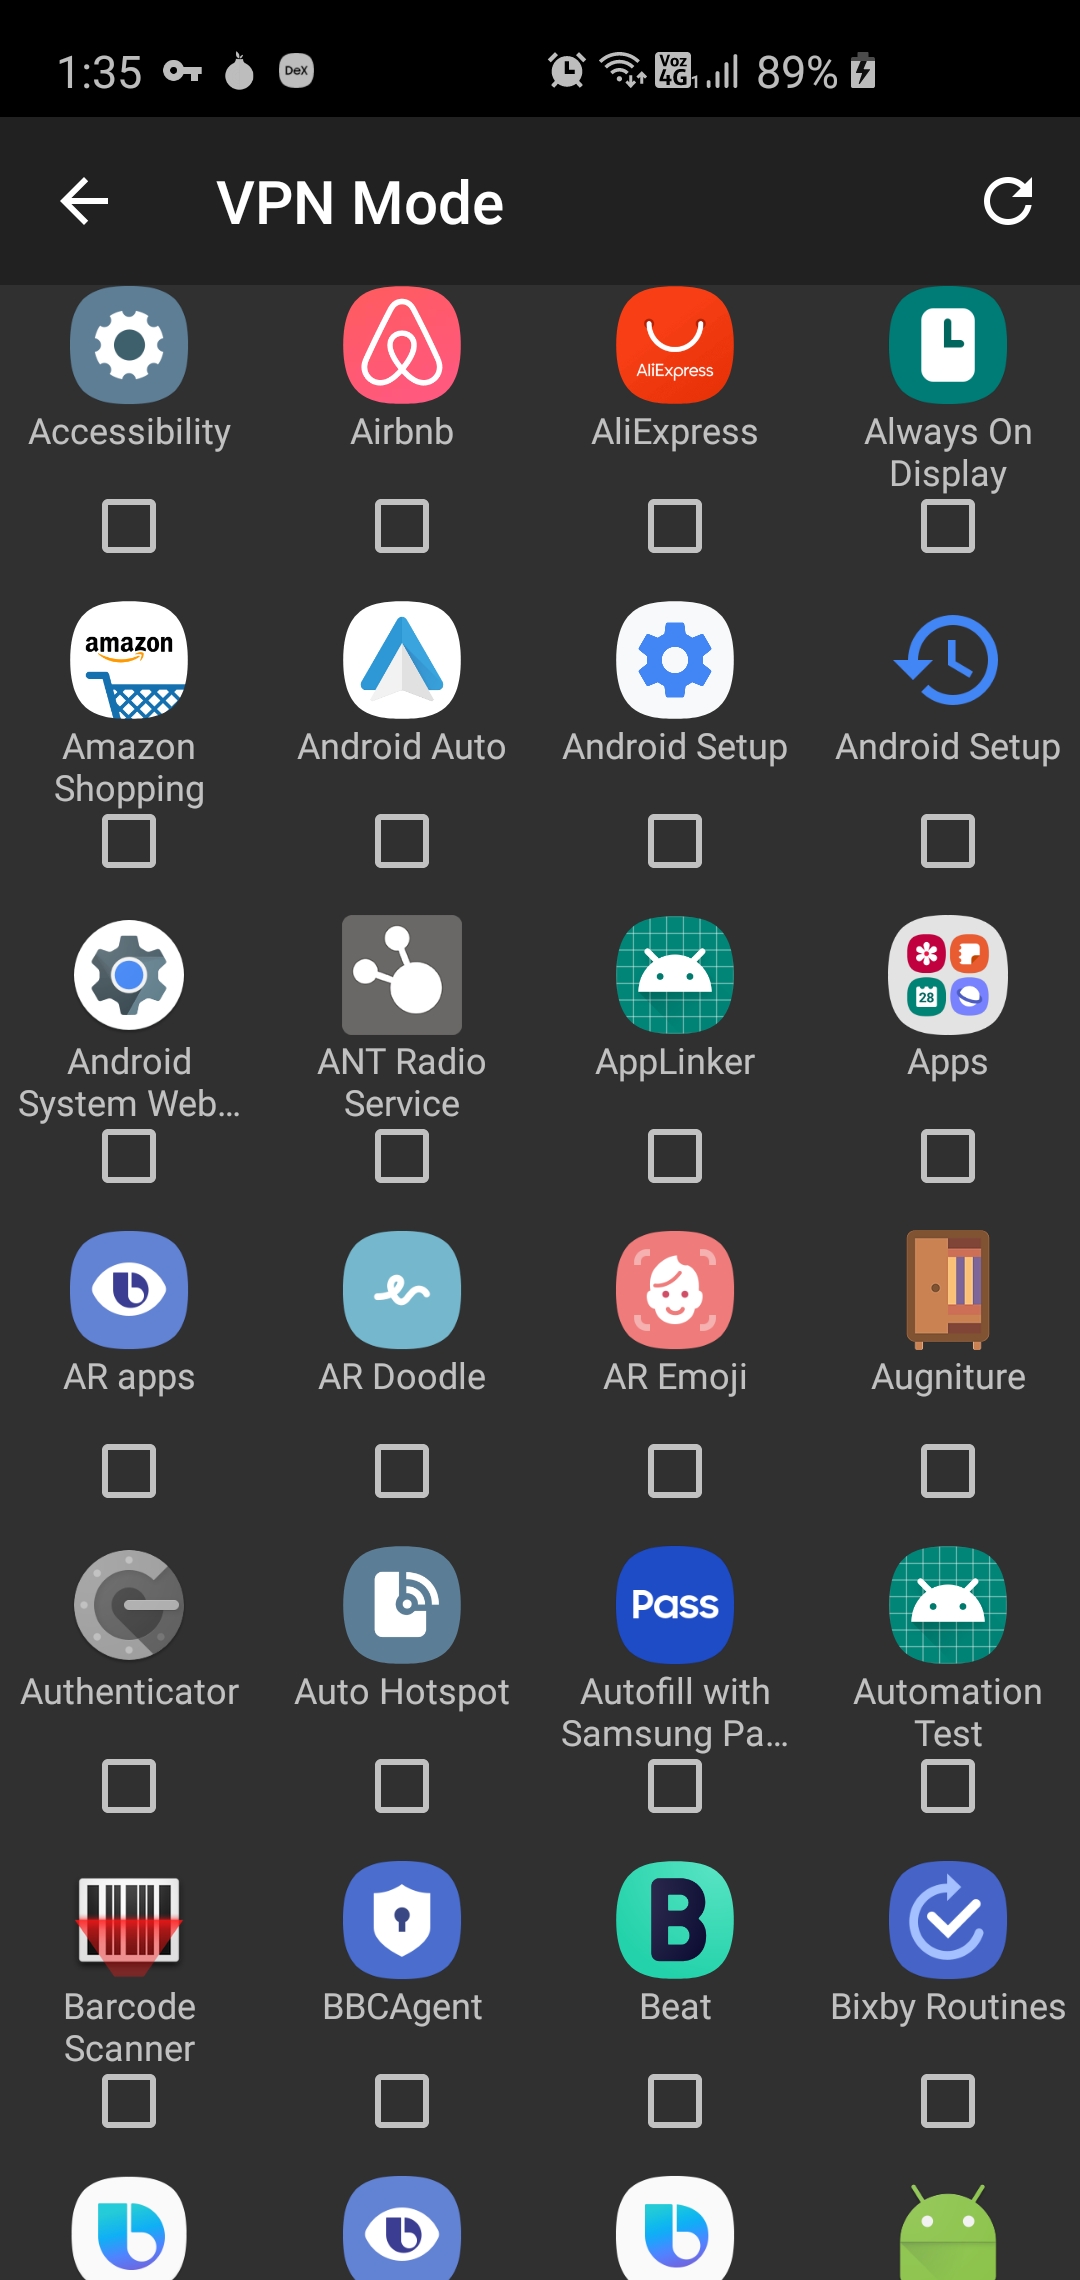 1:35 DeX Voz 4G 1 89%
VPN Mode
AliExpress
Accessibility Airbnb AliExpress Always On
Display
amazon
Amazon Android Auto Android Setup Android Setup
Shopping
28
Android ANT Radio AppLinker Apps
System Web… Service
AR apps AR Doodle AR Emoji Augniture
Pass
Authenticator Auto Hotspot Autofill with Automation
Samsung Pa… Test
B
Barcode BBCAgent Beat Bixby Routines
Scanner